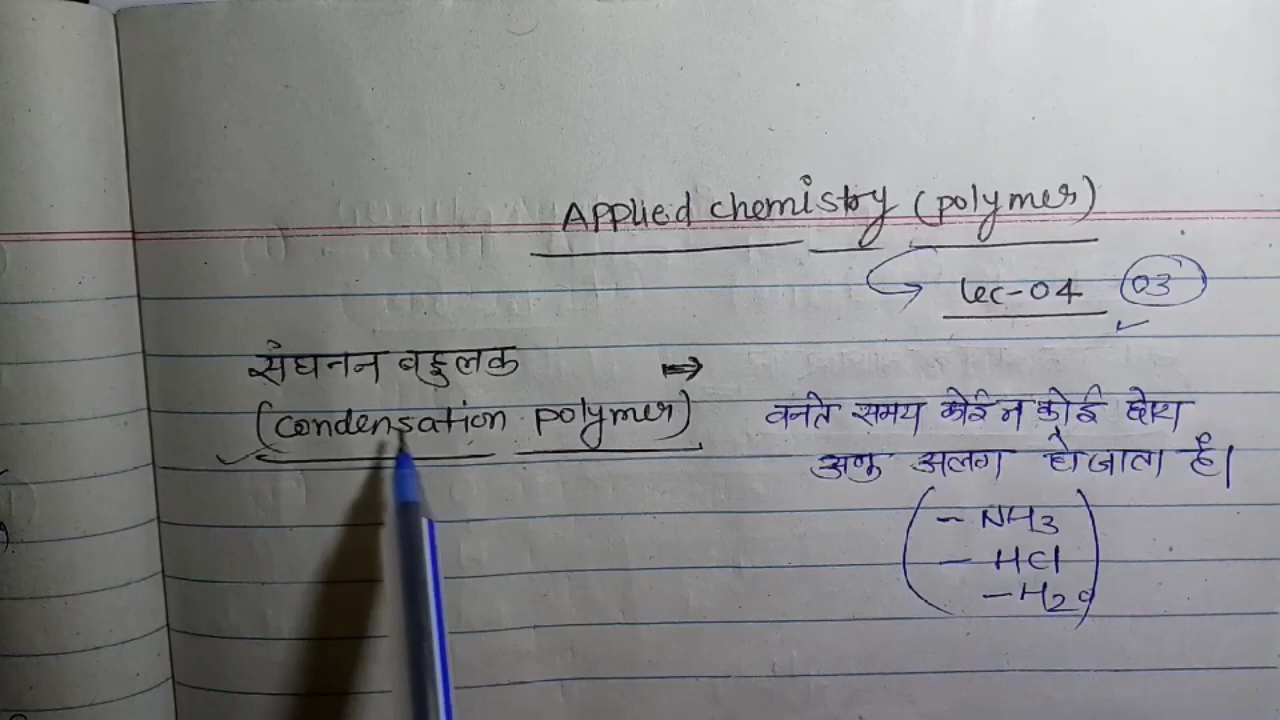 Applied chemistry (polymer)
Lec-04 03
संघनन बहुलक ⇒
(condensation polymer) बनते समय कोई न कोई छोटा
अणु अलग हो जाता है।
- NH3
- HCl
- H2O